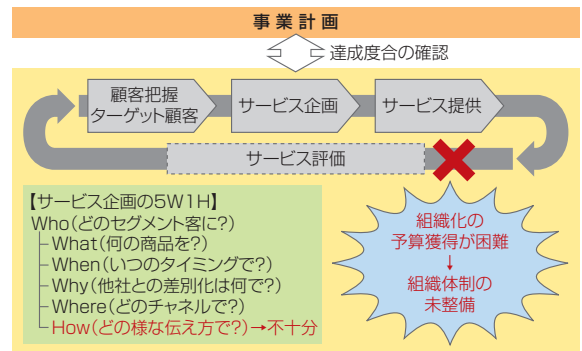 事業計画
達成度合の確認
顧客把握
ターゲット顧客
サービス企画
サービス提供
サービス評価
【サービス企画の5W1H】
Who(どのセグメント客に?)
What(何の商品を?)
When(いつのタイミングで?)
Why(他社との差別化は何で?)
Where(どのチャネルで?)
How(どの様な伝え方で?)→不十分
組織化の
予算獲得が困難
↓
組織体制の
未整備